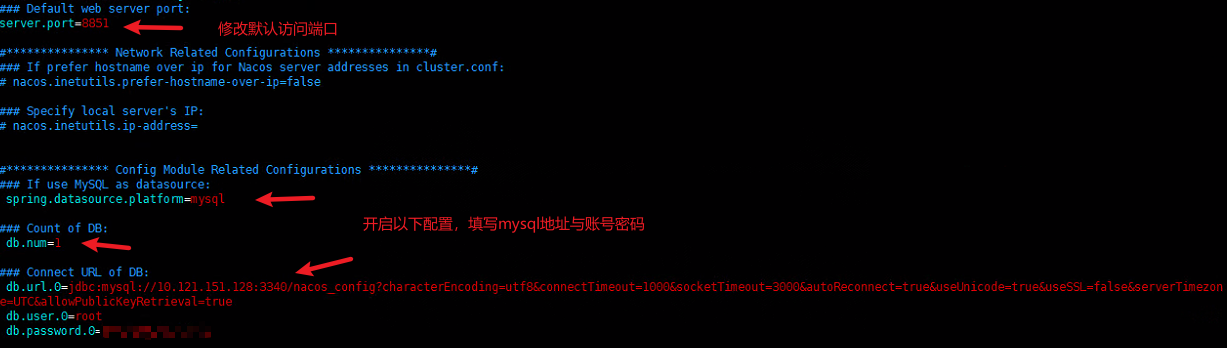 ### Default web server port:
server.port=8851
修改默认访问端口
#*************** Network Related Configurations ***************#
### If prefer hostname over ip for Nacos server addresses in cluster.conf:
# nacos.inetutils.prefer-hostname-over-ip=false
### Specify local server's IP:
# nacos.inetutils.ip-address=
#*************** Config Module Related Configurations ***************#
### If use MySQL as datasource:
spring.datasource.platform=mysql
开启以下配置，填写mysql地址与账号密码
### Count of DB:
db.num=1
### Connect URL of DB:
db.url.0=jdbc:mysql://10.121.151.128:3340/nacos_config?characterEncoding=utf8&connectTimeout=1000&socketTimeout=3000&autoReconnect=true&useUnicode=true&useSSL=false&serverTimezon
e=UTC&allowPublicKeyRetrieval=true
db.user.0=root
db.password.0=